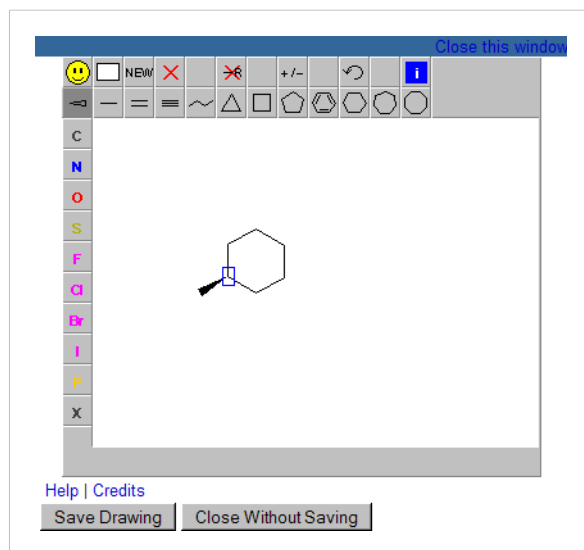 Close this window
NEW R +/- i
C
N
O
S
F
Cl
Br
I
P
X
Help | Credits
Save Drawing Close Without Saving